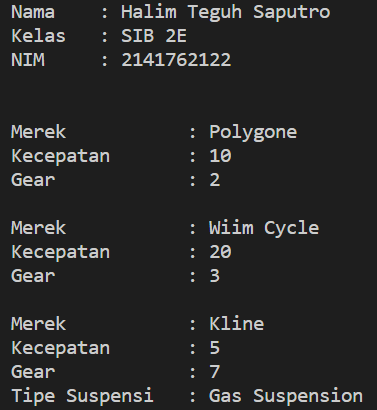 Nama    : Halim Teguh Saputro
Kelas   : SIB 2E
NIM     : 2141762122
Merek           : Polygone
Kecepatan       : 10
Gear            : 2
Merek           : Wiim Cycle
Kecepatan       : 20
Gear            : 3
Merek           : Kline
Kecepatan       : 5
Gear            : 7
Tipe Suspensi   : Gas Suspension